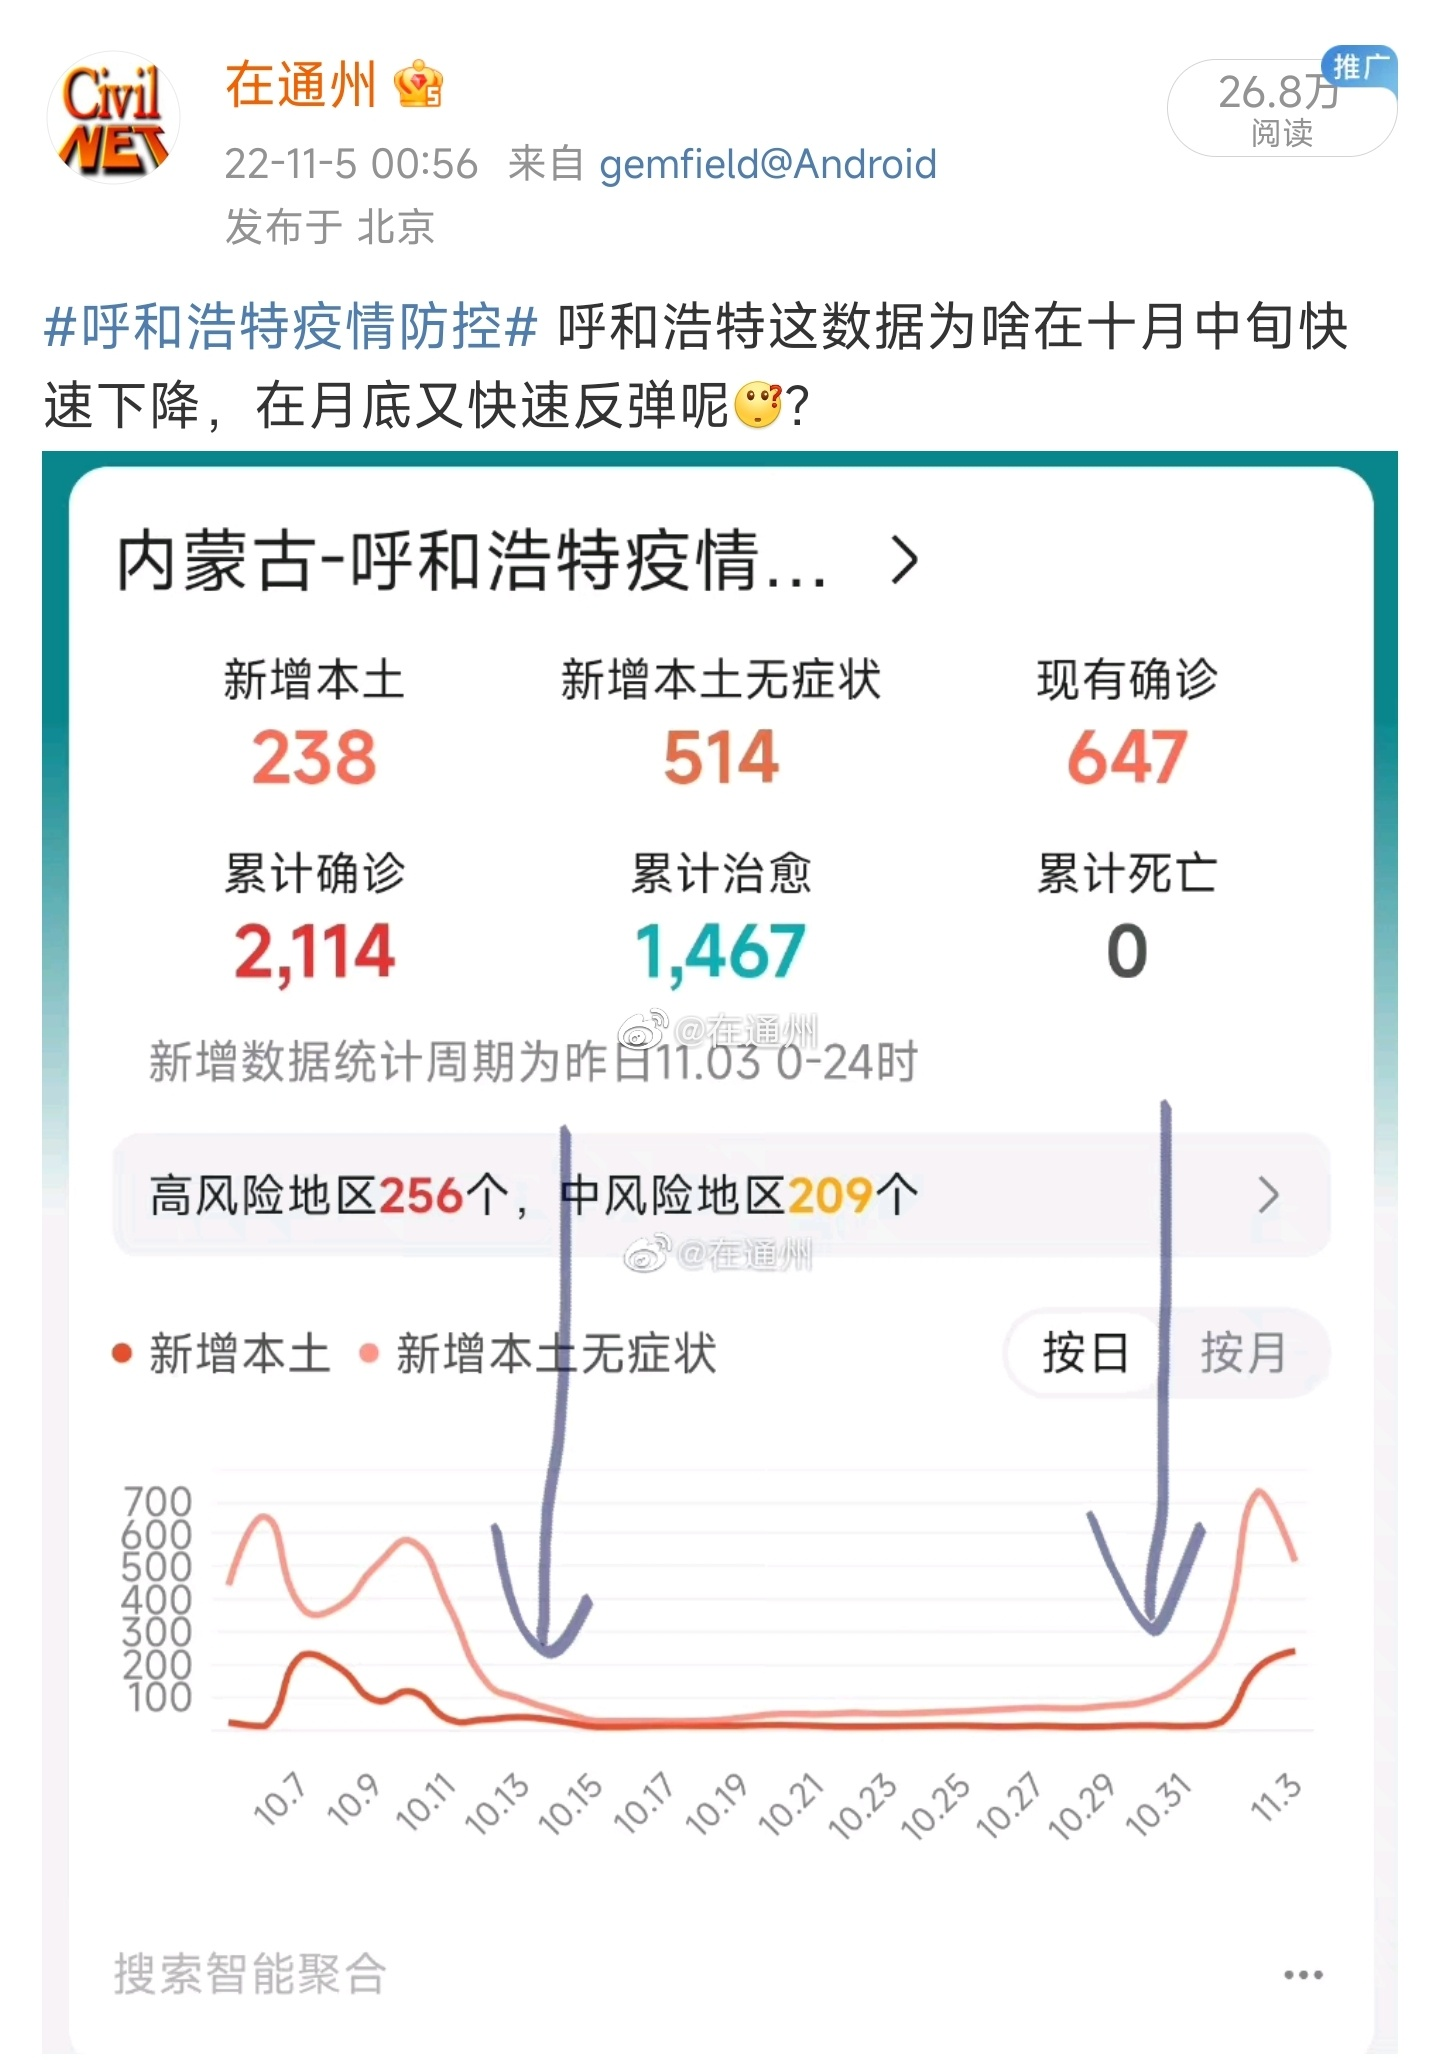 Civil
NET
在通州
5
26.8万
推广
阅读
22-11-5 00:56 来自 gemfield@Android
发布于 北京
#呼和浩特疫情防控# 呼和浩特这数据为啥在十月中旬快
速下降，在月底又快速反弹呢?
内蒙古-呼和浩特疫情...
新增本土 新增本土无症状 现有确诊
238 514 647
累计确诊 累计治愈 累计死亡
2,114 1,467 0
@在通州
新增数据统计周期为昨日11.03 0-24时
高风险地区256个，中风险地区209个
@在通州
新增本土 新增本土无症状 按日 按月
700
600
500
400
300
200
100
10.7 10.9 10.11 10.13 10.15 10.17 10.19 10.21 10.23 10.25 10.27 10.29 10.31 11.3
搜索智能聚合